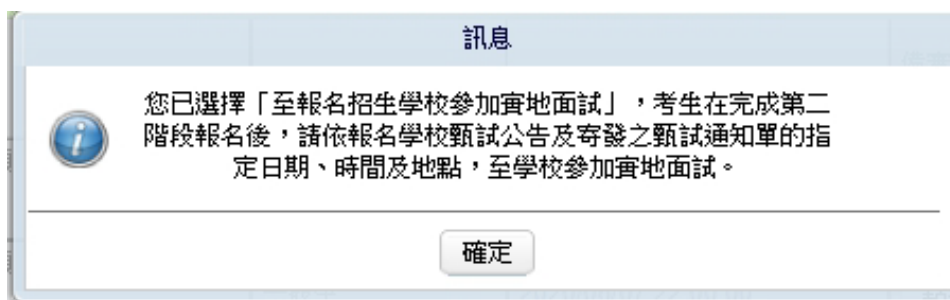 訊息
您已選擇「至報名招生學校參加實地面試」，考生在完成第二
階段報名後，請依報名學校甄試公告及寄發之甄試通知單的指
定日期、時間及地點，至學校參加實地面試。
確定